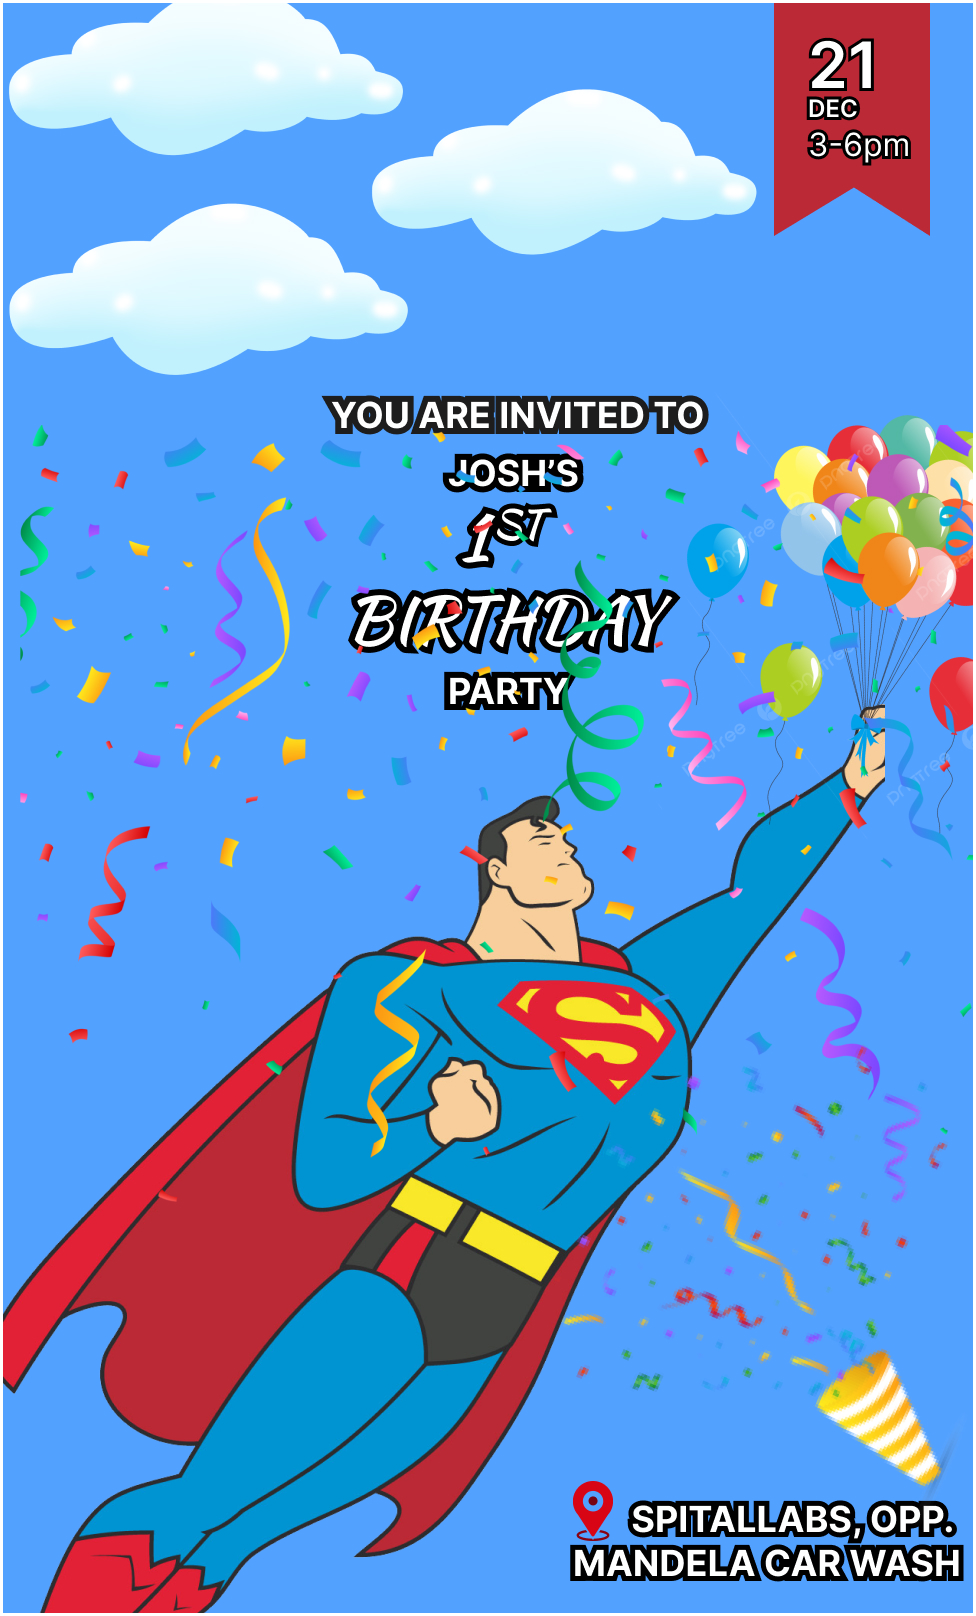 21
DEC
3-6pm
YOU ARE INVITED TO
JOSH'S
1ST
BIRTHDAY
PARTY
S
SPITALLABS, OPP.
MANDELA CAR WASH